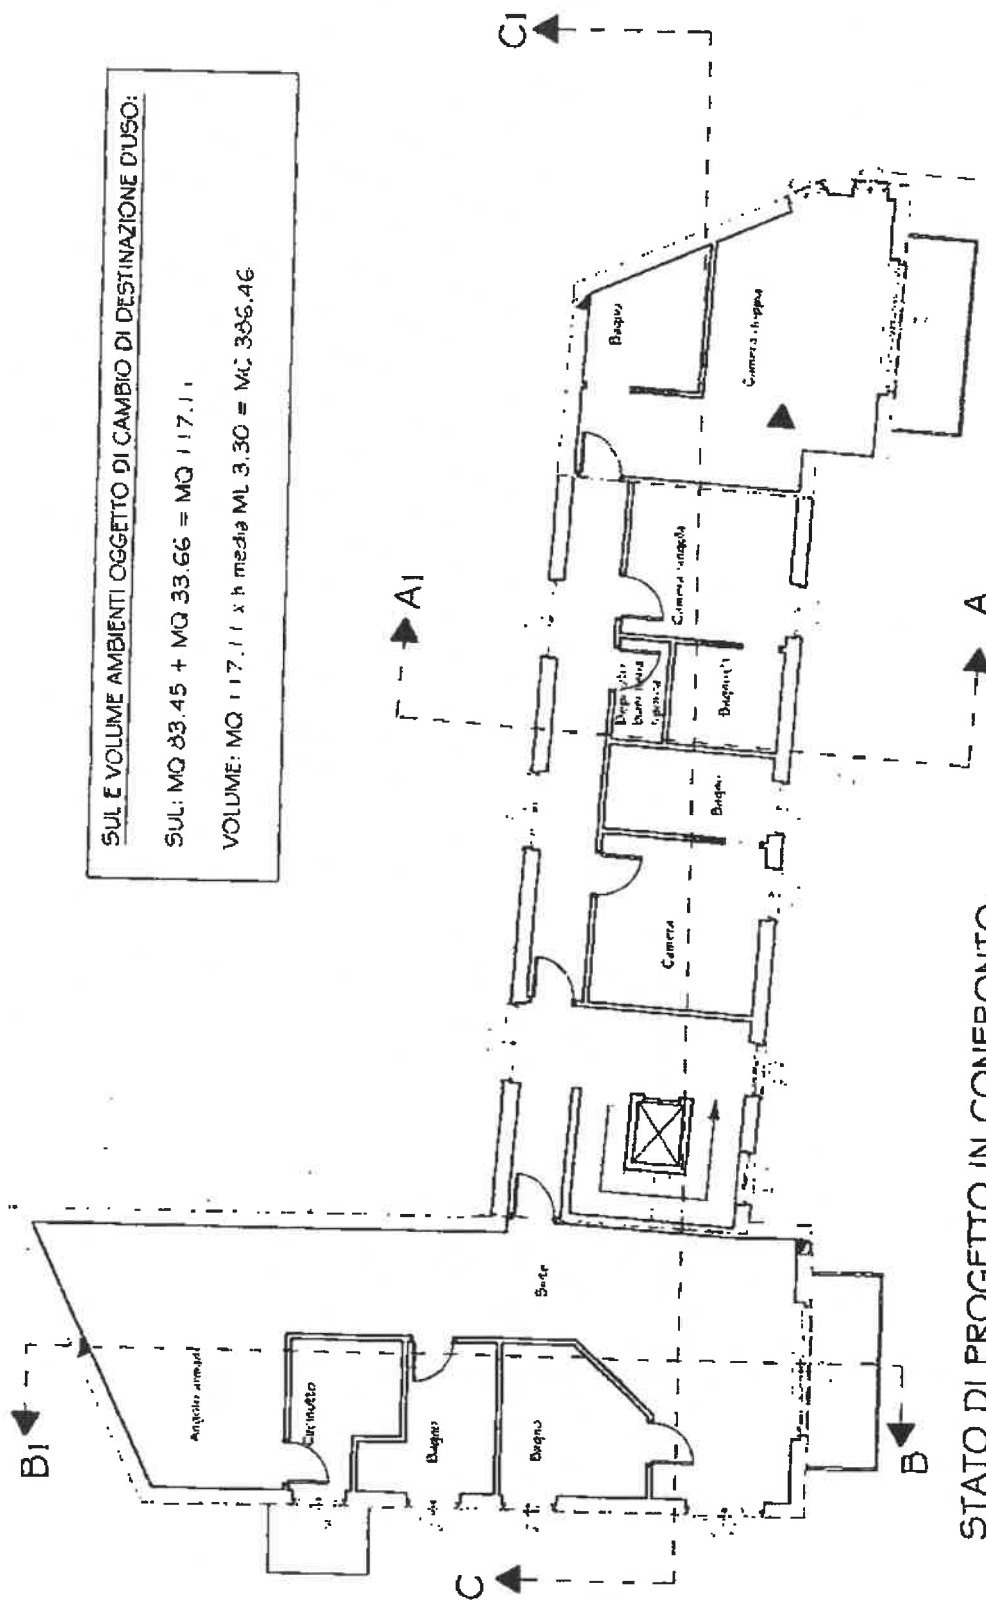 SUL E VOLUME AMBIENTI OGGETTO DI CAMBIO DI DESTINAZIONE D'USO:
SUL: MQ 83.45 + MQ 33.66 = MQ 117.11
VOLUME: MQ 117.11 x h media ML 3.30 = MC 386.46
C1
A1
B1
Bagno
Camera doppia
Camera singola
Bagno
Bagno
Camera
Suite
Angolo armadi
Cucinotto
Bagno
Bagno
A
B
C
STATO DI PROGETTO IN CONFRONTO